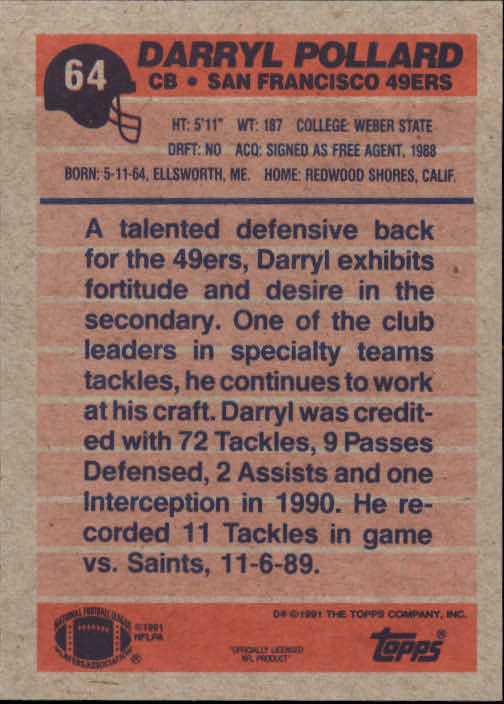 64
DARRYL POLLARD
CB • SAN FRANCISCO 49ERS
HT: 5'11" WT: 187 COLLEGE: WEBER STATE
DRFT: NO ACQ: SIGNED AS FREE AGENT, 1988
BORN: 5-11-64, ELLSWORTH, ME. HOME: REDWOOD SHORES, CALIF.
A talented defensive back
for the 49ers, Darryl exhibits
fortitude and desire in the
secondary. One of the club
leaders in specialty teams
tackles, he continues to work
at his craft. Darryl was credit-
ed with 72 Tackles, 9 Passes
Defensed, 2 Assists and one
Interception in 1990. He re-
corded 11 Tackles in game
vs. Saints, 11-6-89.
NATIONAL FOOTBALL LEAGUE
PLAYERS ASSOCIATION
®
©1991
NFLPA
"OFFICIALLY LICENSED
NFL PRODUCT"
D® ©1991 THE TOPPS COMPANY, INC.
topps®